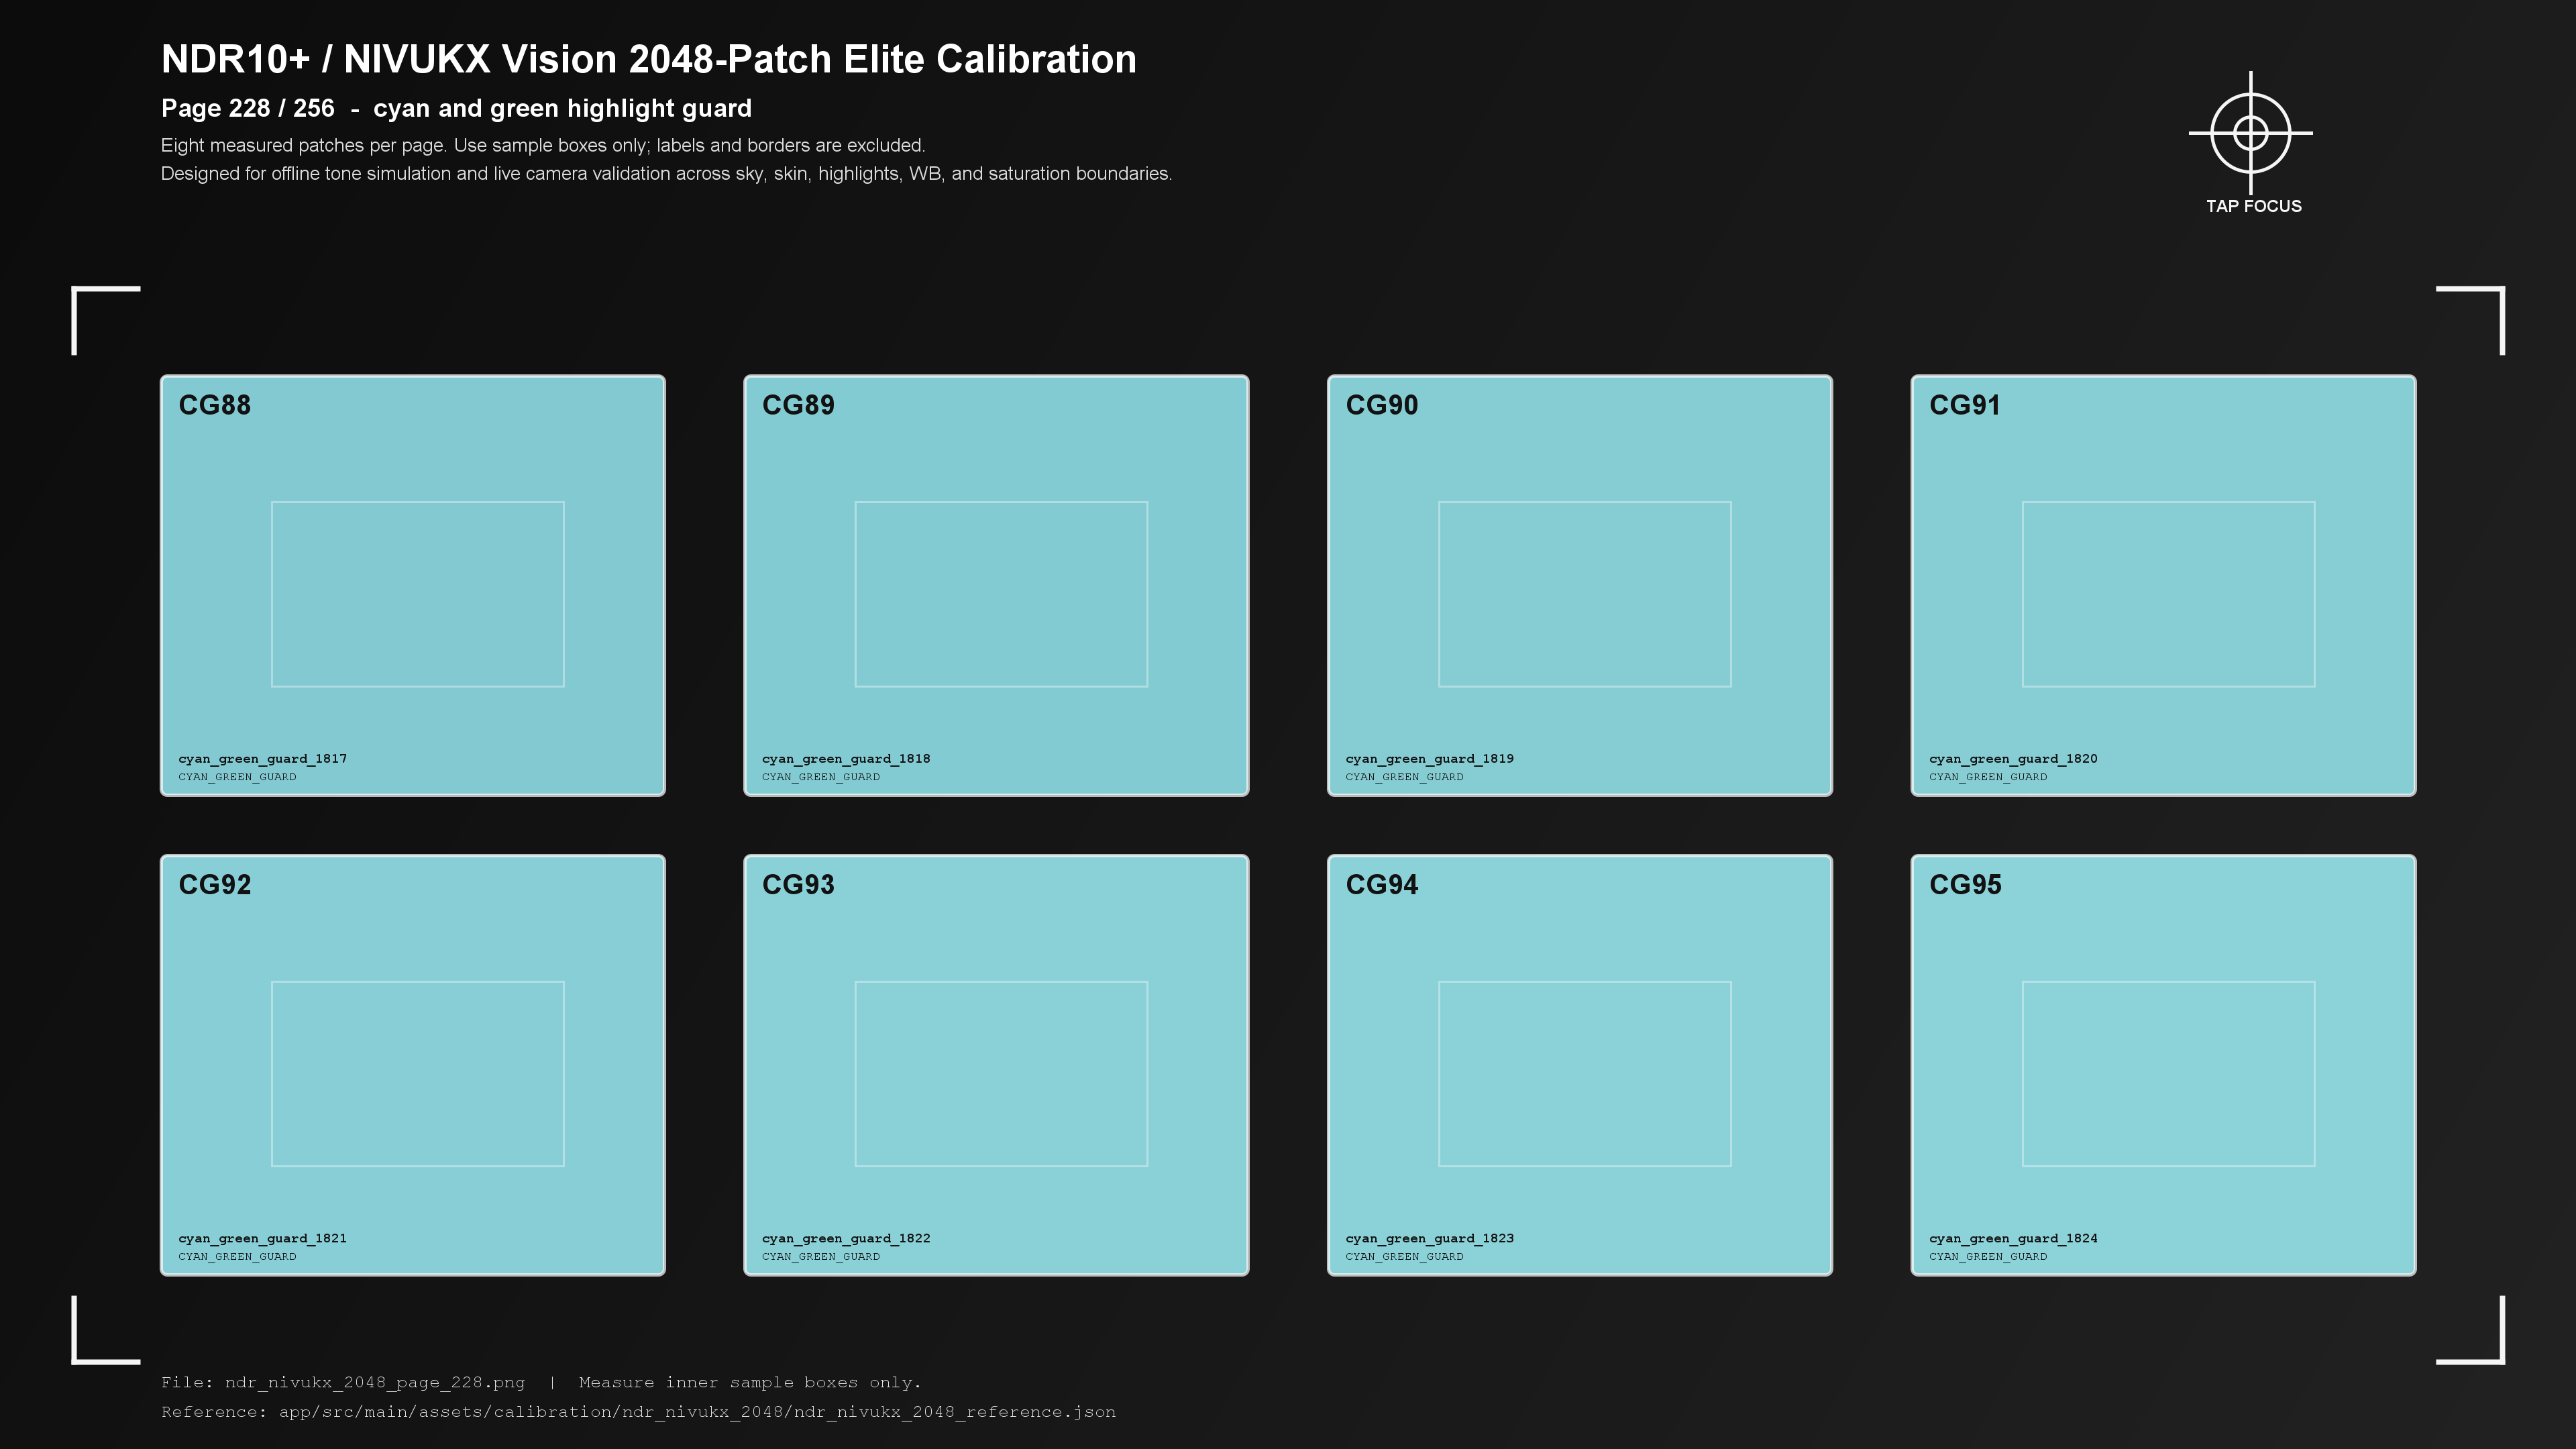 NDR10+ / NIVUKX Vision 2048-Patch Elite Calibration
Page 228 / 256 - cyan and green highlight guard
Eight measured patches per page. Use sample boxes only; labels and borders are excluded.
Designed for offline tone simulation and live camera validation across sky, skin, highlights, WB, and saturation boundaries.
TAP FOCUS
CG88
cyan_green_guard_1817
CYAN_GREEN_GUARD
CG89
cyan_green_guard_1818
CYAN_GREEN_GUARD
CG90
cyan_green_guard_1819
CYAN_GREEN_GUARD
CG91
cyan_green_guard_1820
CYAN_GREEN_GUARD
CG92
cyan_green_guard_1821
CYAN_GREEN_GUARD
CG93
cyan_green_guard_1822
CYAN_GREEN_GUARD
CG94
cyan_green_guard_1823
CYAN_GREEN_GUARD
CG95
cyan_green_guard_1824
CYAN_GREEN_GUARD
File: ndr_nivukx_2048_page_228.png | Measure inner sample boxes only.
Reference: app/src/main/assets/calibration/ndr_nivukx_2048/ndr_nivukx_2048_reference.json